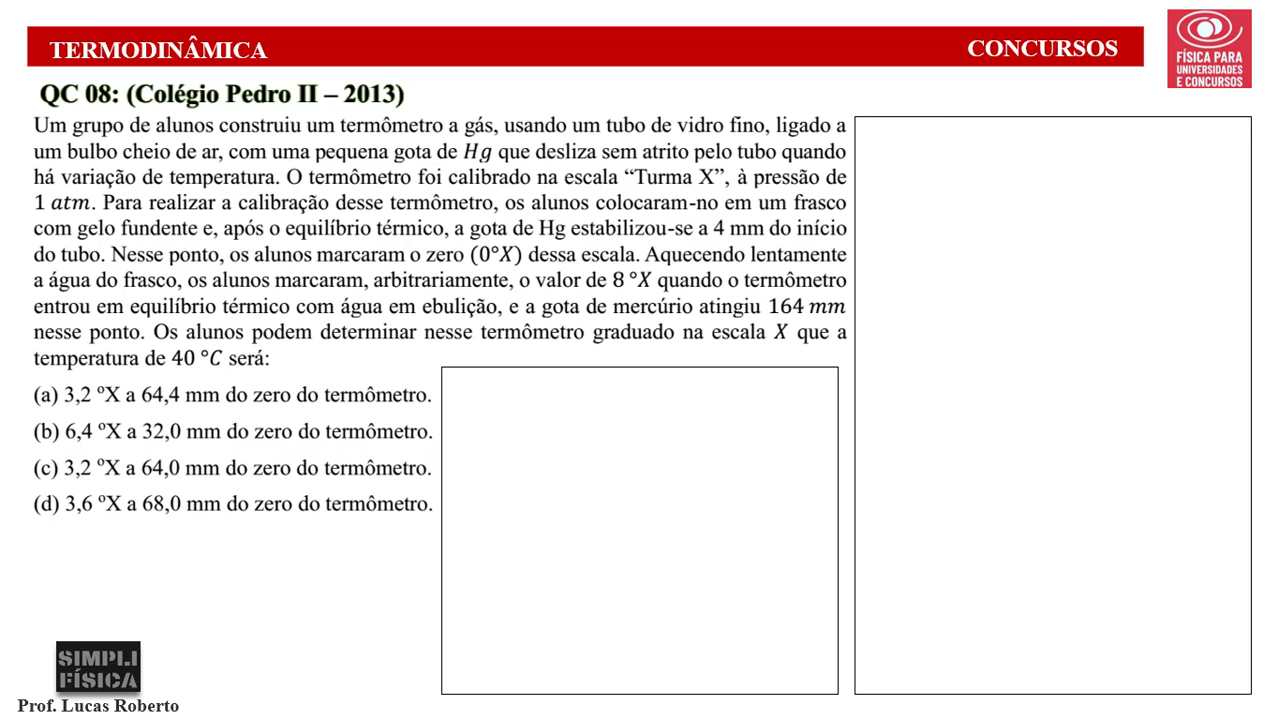 TERMODINÂMICA
CONCURSOS
FÍSICA PARA
UNIVERSIDADES
E CONCURSOS
QC 08: (Colégio Pedro II – 2013)
Um grupo de alunos construiu um termômetro a gás, usando um tubo de vidro fino, ligado a
um bulbo cheio de ar, com uma pequena gota de Hg que desliza sem atrito pelo tubo quando
há variação de temperatura. O termômetro foi calibrado na escala “Turma X”, à pressão de
1 atm. Para realizar a calibração desse termômetro, os alunos colocaram-no em um frasco
com gelo fundente e, após o equilíbrio térmico, a gota de Hg estabilizou-se a 4 mm do início
do tubo. Nesse ponto, os alunos marcaram o zero (0°X) dessa escala. Aquecendo lentamente
a água do frasco, os alunos marcaram, arbitrariamente, o valor de 8 °X quando o termômetro
entrou em equilíbrio térmico com água em ebulição, e a gota de mercúrio atingiu 164 mm
nesse ponto. Os alunos podem determinar nesse termômetro graduado na escala X que a
temperatura de 40 °C será:
(a) 3,2 ºX a 64,4 mm do zero do termômetro.
(b) 6,4 ºX a 32,0 mm do zero do termômetro.
(c) 3,2 ºX a 64,0 mm do zero do termômetro.
(d) 3,6 ºX a 68,0 mm do zero do termômetro.
SIMPLI
FÍSICA
Prof. Lucas Roberto